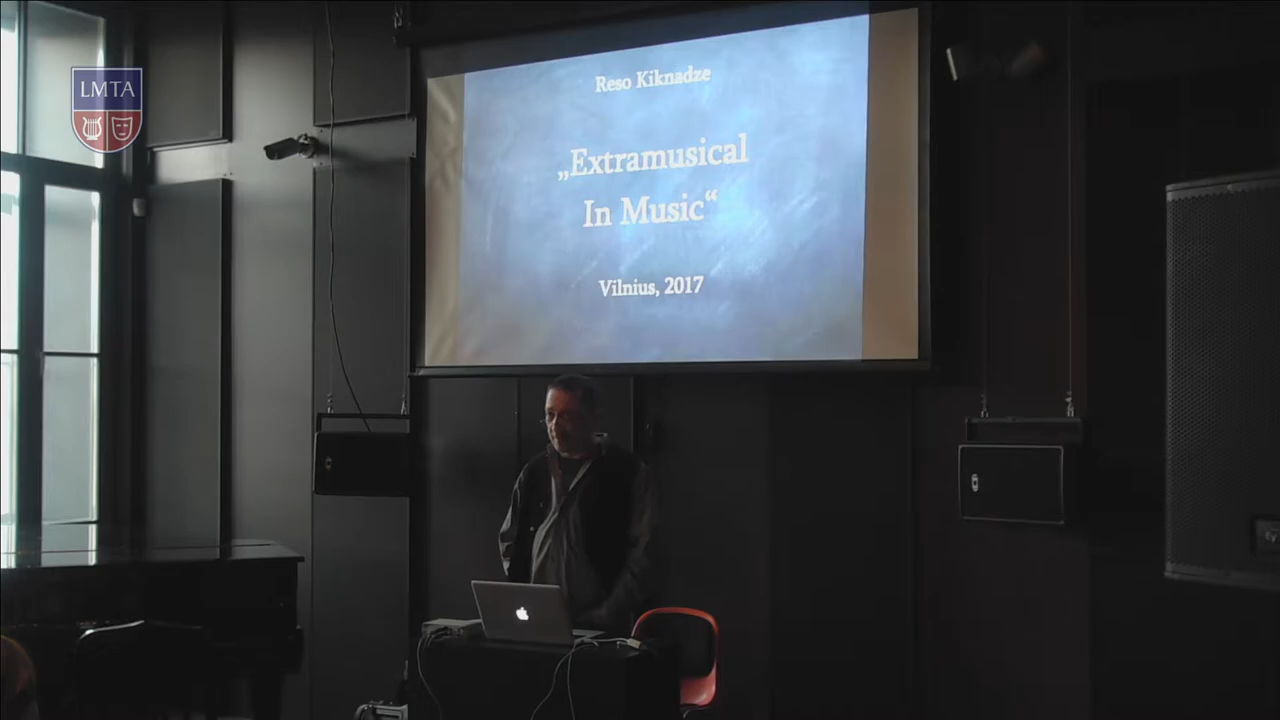 LMTA
Reso Kiknadze
„Extramusical
In Music“
Vilnius, 2017